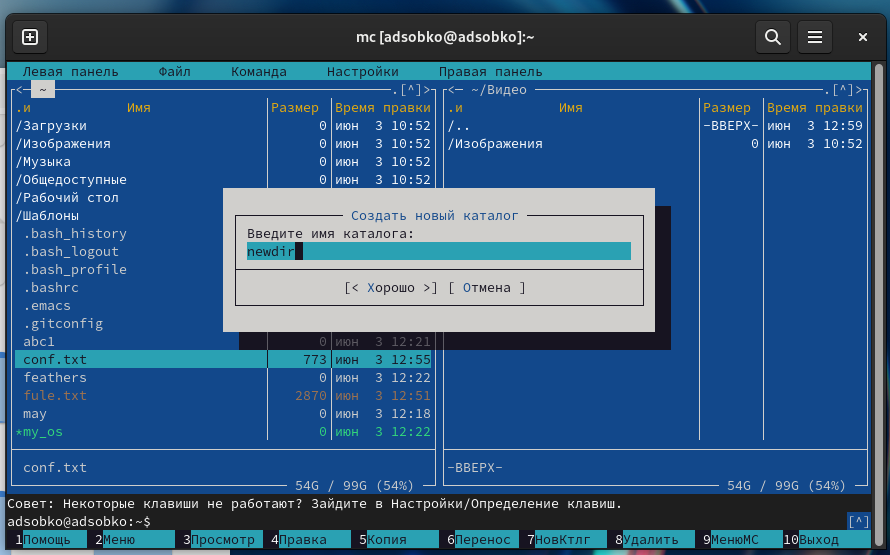 mc [adsobko@adsobko]:~
Левая панель Файл Команда Настройки Правая панель
<- ~ .[^]> <- ~/Видео .[^]>
.и Имя Размер Время правки .и Имя Размер Время правки
/Загрузки 0 июн 3 10:52 /.. -ВВЕРХ- июн 3 12:59
/Изображения 0 июн 3 10:52 /Изображения 0 июн 3 10:52
/Музыка 0 июн 3 10:52
/Общедоступные 0 июн 3 10:52
/Рабочий стол
/Шаблоны
Создать новый каталог
.bash_history
Введите имя каталога:
.bash_logout
newdir
.bash_profile
.bashrc
[< Хорошо >] [ Отмена ]
.emacs
.gitconfig
abc1 0 июн 3 12:21
conf.txt 773 июн 3 12:55
feathers 0 июн 3 12:22
fule.txt 2870 июн 3 12:51
may 0 июн 3 12:18
*my_os 0 июн 3 12:22
conf.txt -ВВЕРХ-
54G / 99G (54%) 54G / 99G (54%)
Совет: Некоторые клавиши не работают? Зайдите в Настройки/Определение клавиш.
adsobko@adsobko:~$ [^]
1Помощь 2Меню 3Просмотр 4Правка 5Копия 6Перенос 7НовКтлг 8Удалить 9МенюMC 10Выход